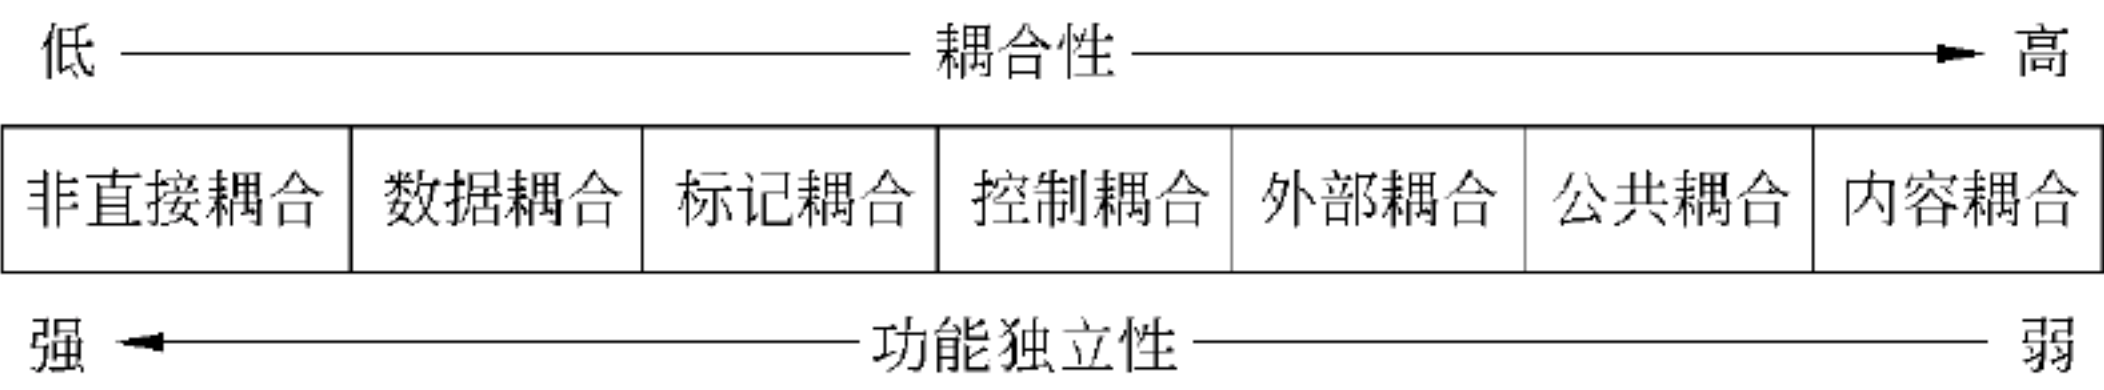 低 耦合性 高
非直接耦合 数据耦合 标记耦合 控制耦合 外部耦合 公共耦合 内容耦合
强 功能独立性 弱